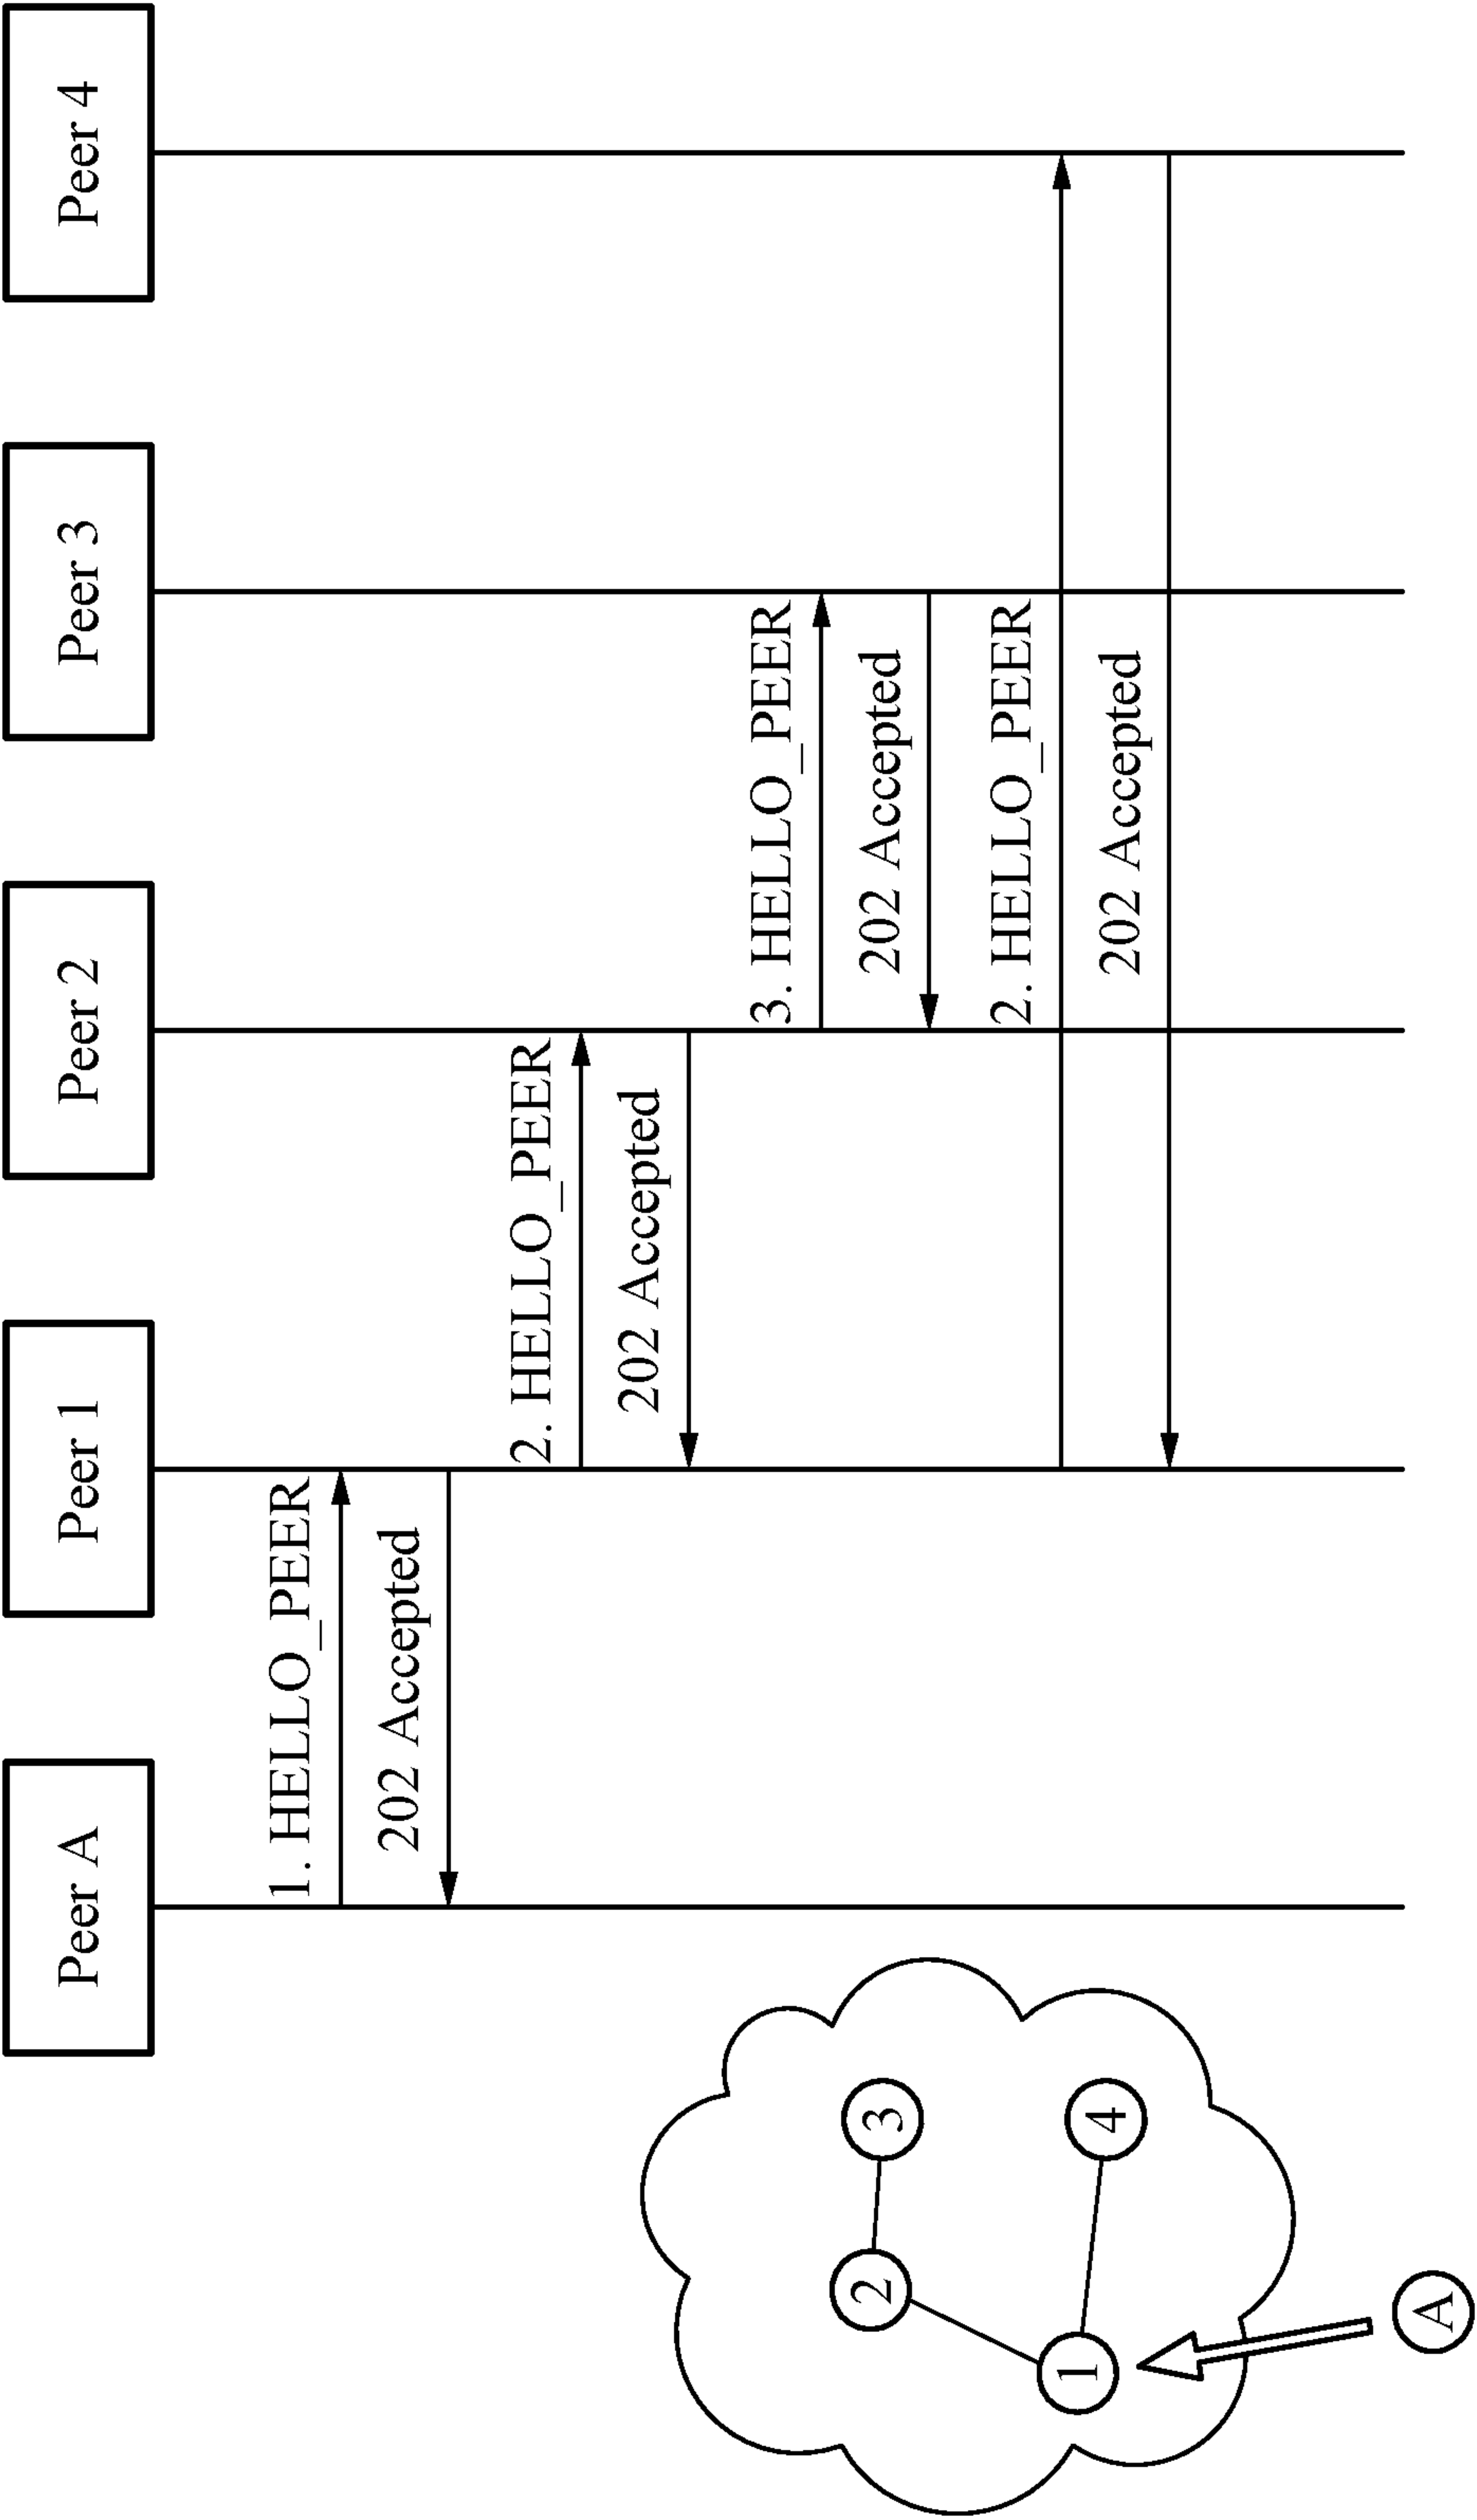 Peer A
Peer 1
Peer 2
Peer 3
Peer 4
1. HELLO_PEER
202 Accepted
2. HELLO_PEER
202 Accepted
3. HELLO_PEER
202 Accepted
2. HELLO_PEER
202 Accepted
2
3
1
4
A